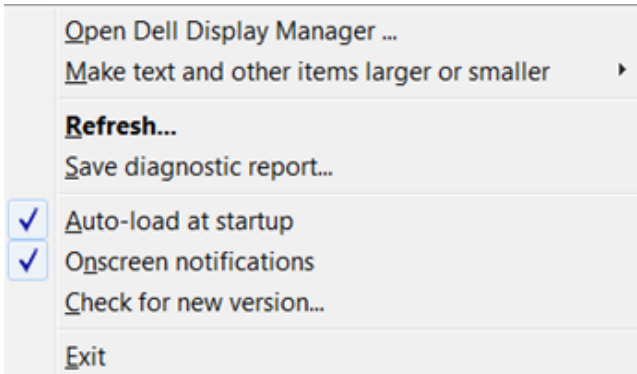 Open Dell Display Manager ...
Make text and other items larger or smaller
Refresh...
Save diagnostic report...
Auto-load at startup
Onscreen notifications
Check for new version...
Exit